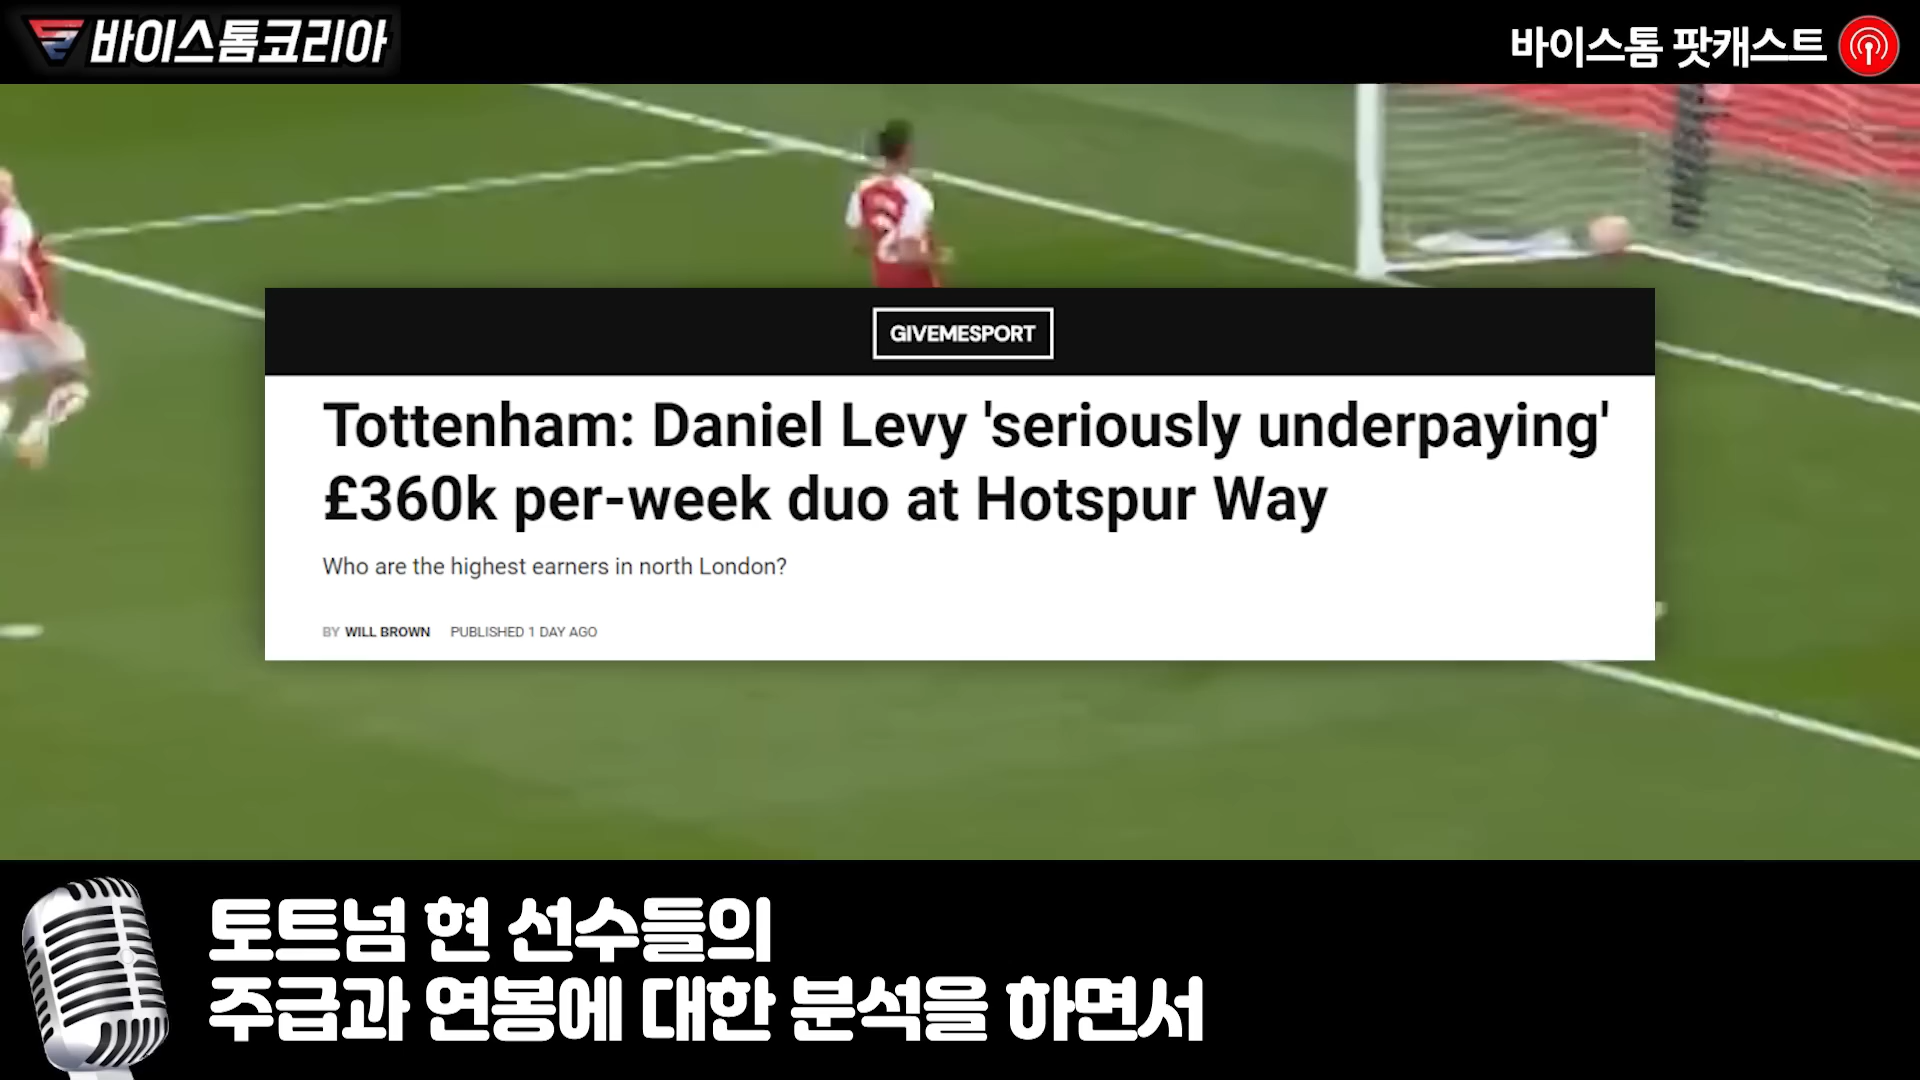 바이스톰코리아
바이스톰 팟캐스트
GIVEMESPORT
Tottenham: Daniel Levy 'seriously underpaying'
£360k per-week duo at Hotspur Way
Who are the highest earners in north London?
BY WILL BROWN PUBLISHED 1 DAY AGO
토트넘 현 선수들의
주급과 연봉에 대한 분석을 하면서